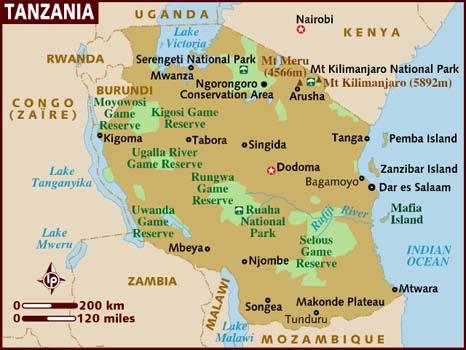 TANZANIA
UGANDA
Lake
Victoria
Nairobi
KENYA
RWANDA
Serengeti National Park
Mt Meru
(4566m)
Mt Kilimanjaro National Park
Mt Kilimanjaro (5892m)
Mwanza
Ngorongoro
Conservation Area
Arusha
BURUNDI
CONGO
(ZAÏRE)
Moyowosi
Game
Reserve
Kigosi Game
Reserve
Kigoma
Tabora
Singida
Tanga
Pemba Island
Ugalla River
Game Reserve
Dodoma
Zanzibar Island
Lake
Tanganyika
Rungwa
Game
Reserve
Bagamoyo
Dar es Salaam
Uwanda
Game
Reserve
Ruaha
National
Park
Rufiji
River
Mafia
Island
Lake
Mweru
Mbeya
Selous
Game
Reserve
INDIAN
OCEAN
Njombe
ZAMBIA
Mtwara
lp
200 km
120 miles
MALAWI
Songea
Makonde Plateau
Tunduru
Lake
Malawi
MOZAMBIQUE